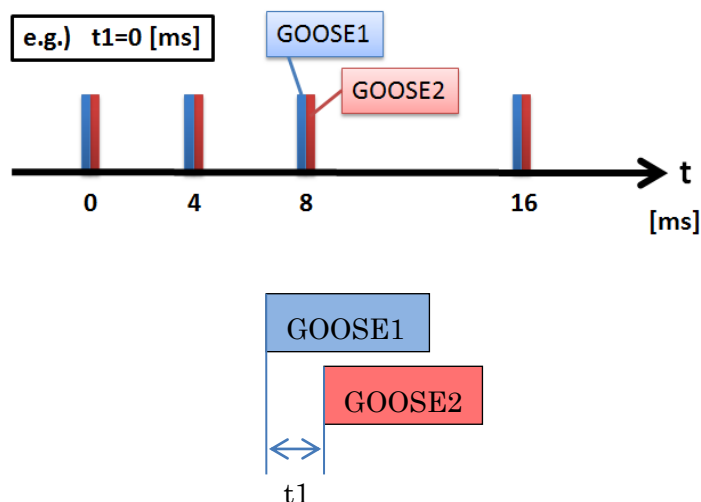 e.g.) t1=0 [ms]
GOOSE1
GOOSE2
t
0 4 8 16
[ms]
GOOSE1
GOOSE2
t1